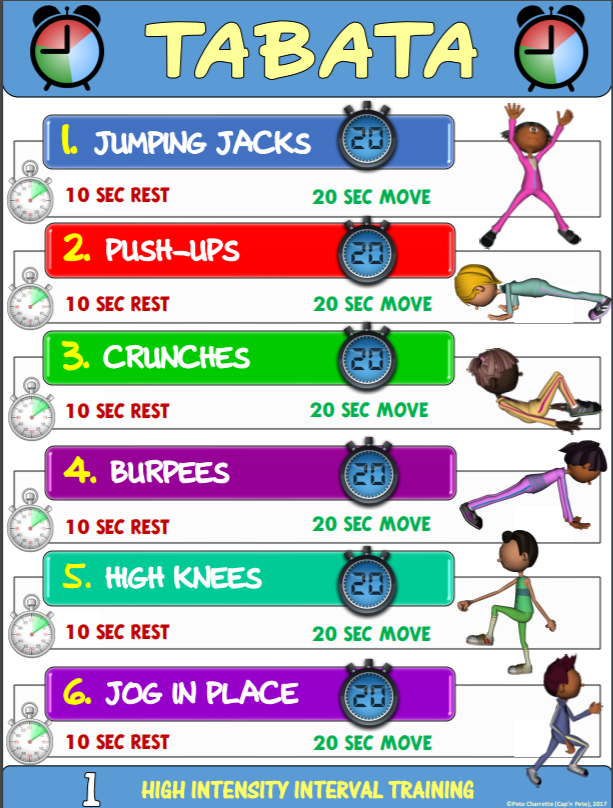 TABATA
1. JUMPING JACKS 20
10 SEC REST 20 SEC MOVE
2. PUSH-UPS 20
10 SEC REST 20 SEC MOVE
3. CRUNCHES 20
10 SEC REST 20 SEC MOVE
4. BURPEES 20
10 SEC REST 20 SEC MOVE
5. HIGH KNEES 20
10 SEC REST 20 SEC MOVE
6. JOG IN PLACE 20
10 SEC REST 20 SEC MOVE
1 HIGH INTENSITY INTERVAL TRAINING
©Pete Charrette [Cap'n Pete], 2017